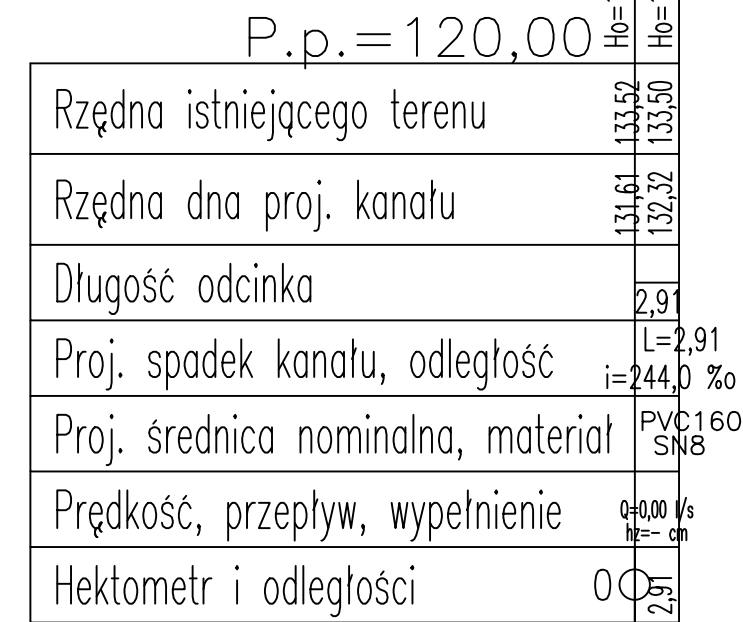 P.p.=120,00 Ho= Ho=
Rzędna istniejącego terenu 133,52 133,50
Rzędna dna proj. kanału 131,61 132,32
Długość odcinka 2,91
Proj. spadek kanału, odległość L=2,91
i=244,0 ‰
Proj. średnica nominalna, materiał PVC160
SN8
Prędkość, przepływ, wypełnienie Q=0,00 l/s
hz=- cm
Hektometr i odległości 0 2,91